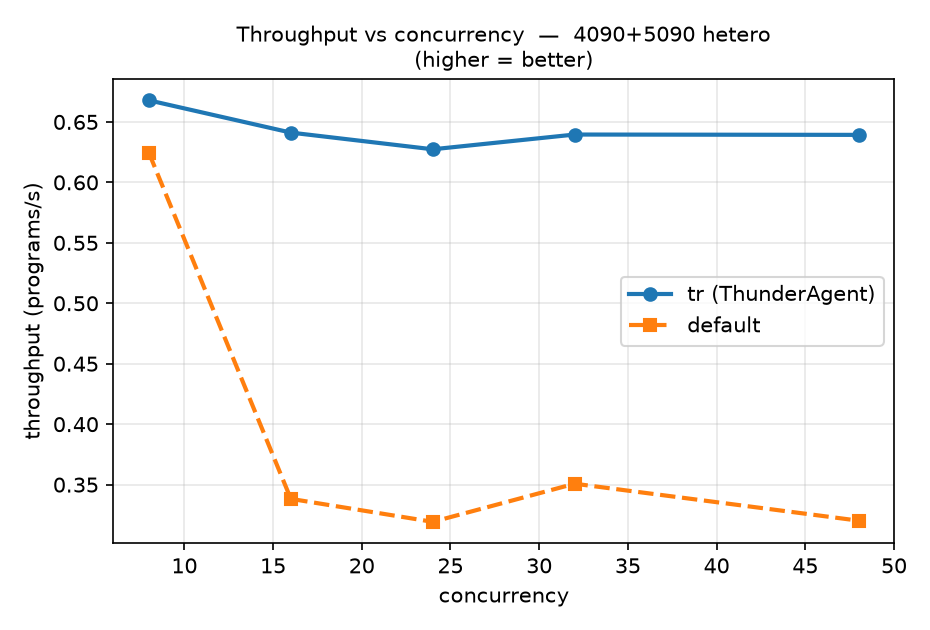 Throughput vs concurrency  —  4090+5090 hetero
(higher = better)
throughput (programs/s)
0.65
0.60
0.55
0.50
0.45
0.40
0.35
tr (ThunderAgent)
default
10 15 20 25 30 35 40 45 50
concurrency